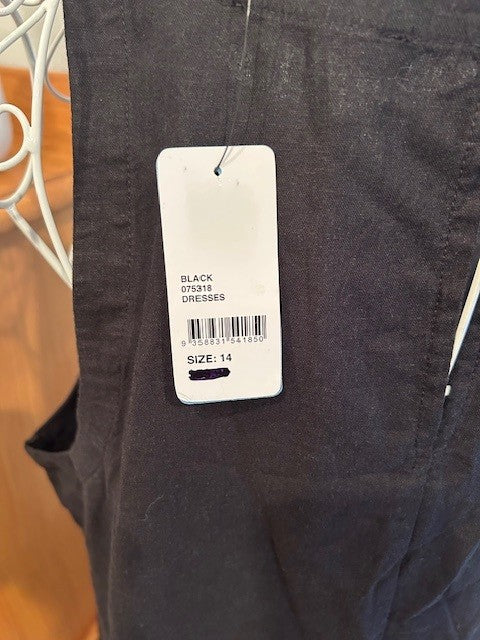 BLACK
075318
DRESSES
9 358831 541850
SIZE: 14